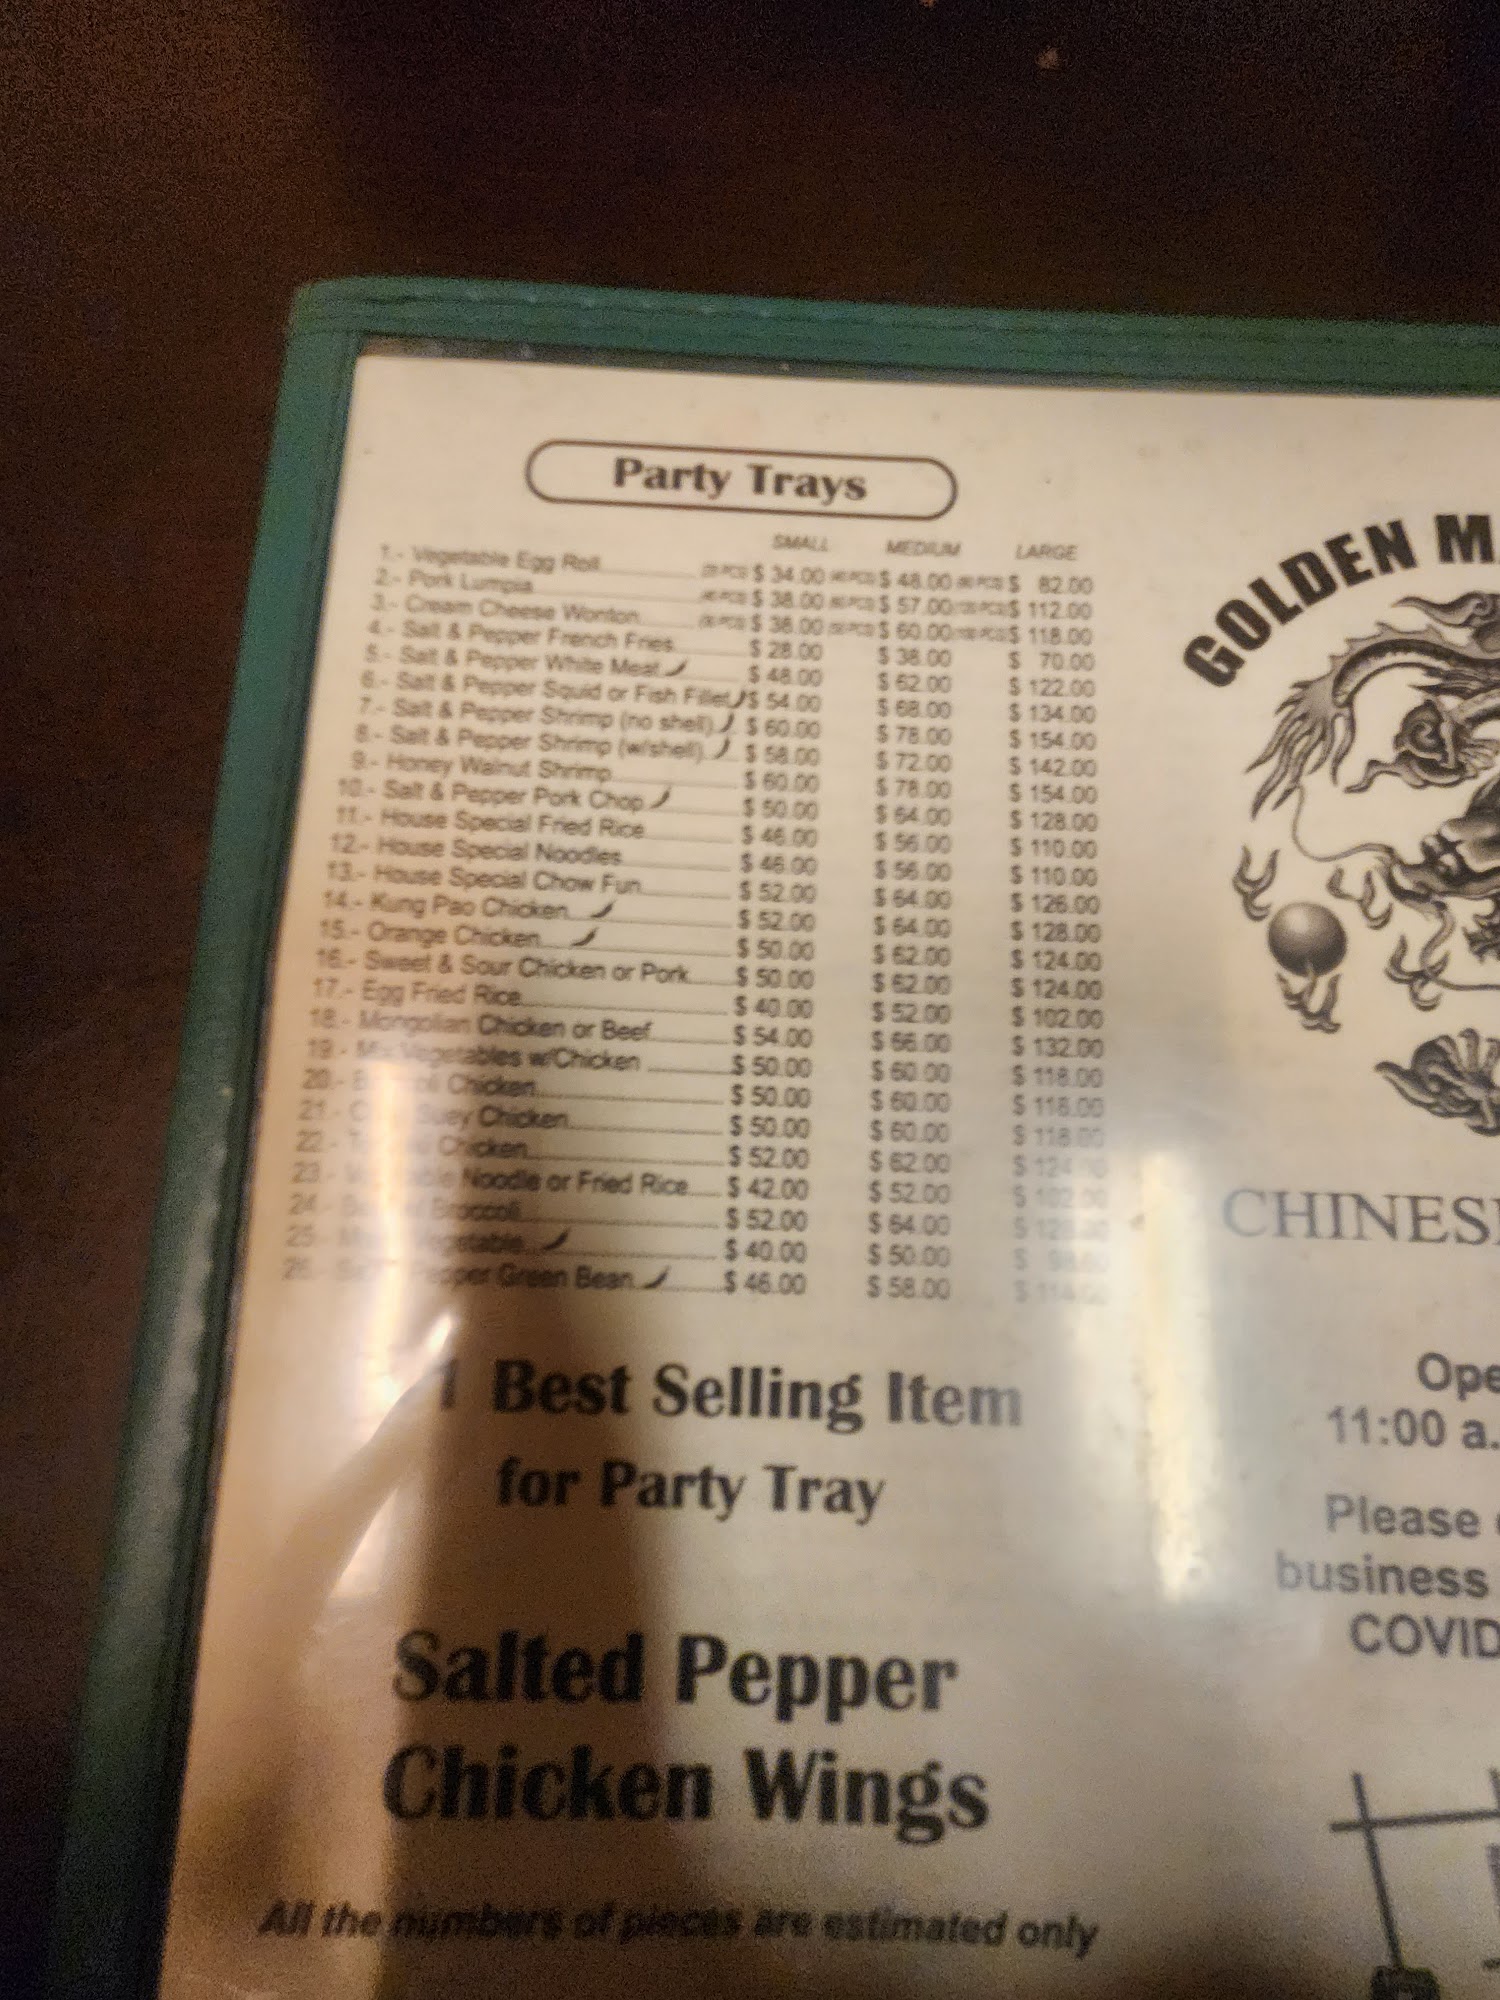 Party Trays
SMALL MEDIUM LARGE
1.- Vegetable Egg Roll $ 34.00 $ 48.00 $ 82.00
2.- Pork Lumpia $ 38.00 $ 57.00 $ 112.00
3.- Cream Cheese Wonton $ 38.00 $ 60.00 $ 118.00
4.- Salt & Pepper French Fries $ 28.00 $ 38.00 $ 70.00
5.- Salt & Pepper White Meat $ 48.00 $ 62.00 $ 122.00
6.- Salt & Pepper Squid or Fish Fillet $ 54.00 $ 68.00 $ 134.00
7.- Salt & Pepper Shrimp (no shell) $ 60.00 $ 78.00 $ 154.00
8.- Salt & Pepper Shrimp (w/shell) $ 58.00 $ 72.00 $ 142.00
9.- Honey Walnut Shrimp $ 60.00 $ 78.00 $ 154.00
10.- Salt & Pepper Pork Chop $ 50.00 $ 64.00 $ 128.00
11.- House Special Fried Rice $ 46.00 $ 56.00 $ 110.00
12.- House Special Noodles $ 46.00 $ 56.00 $ 110.00
13.- House Special Chow Fun $ 52.00 $ 64.00 $ 126.00
14.- Kung Pao Chicken $ 52.00 $ 64.00 $ 128.00
15.- Orange Chicken $ 50.00 $ 62.00 $ 124.00
16.- Sweet & Sour Chicken or Pork $ 50.00 $ 62.00 $ 124.00
17.- Egg Fried Rice $ 40.00 $ 52.00 $ 102.00
18.- Mongolian Chicken or Beef $ 54.00 $ 66.00 $ 132.00
19.- Mix Vegetables w/Chicken $ 50.00 $ 60.00 $ 118.00
20.- Chicken $ 50.00 $ 60.00 $ 118.00
21.- Suey Chicken $ 50.00 $ 60.00 $ 118.00
22.- Chicken $ 52.00 $ 62.00 $ 124.00
23.- Noodle or Fried Rice $ 42.00 $ 52.00 $ 102.00
24.- Broccoli $ 52.00 $ 64.00
25.- Vegetable $ 40.00 $ 50.00
26.- Pepper Green Bean $ 46.00 $ 58.00
1 Best Selling Item
for Party Tray
Salted Pepper
Chicken Wings
All the numbers of pieces are estimated only
GOLDEN M
CHINES
Ope
11:00 a.
Please
business
COVID